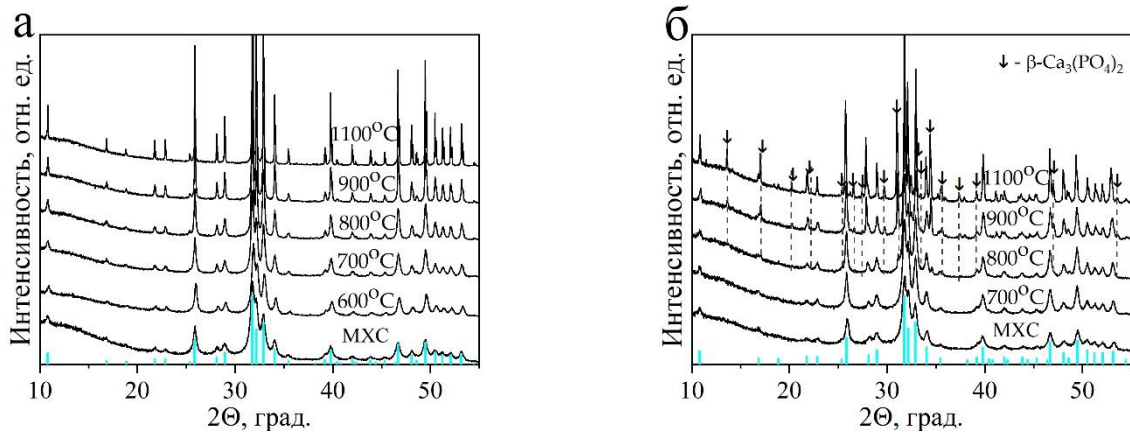 а
Интенсивность, отн. ед.
1100°C
900°C
800°C
700°C
600°C
МХС
10 20 30 40 50
2Θ, град.
б
Интенсивность, отн. ед.
↓ - β-Ca₃(PO₄)₂
1100°C
900°C
800°C
700°C
МХС
10 20 30 40 50
2Θ, град.